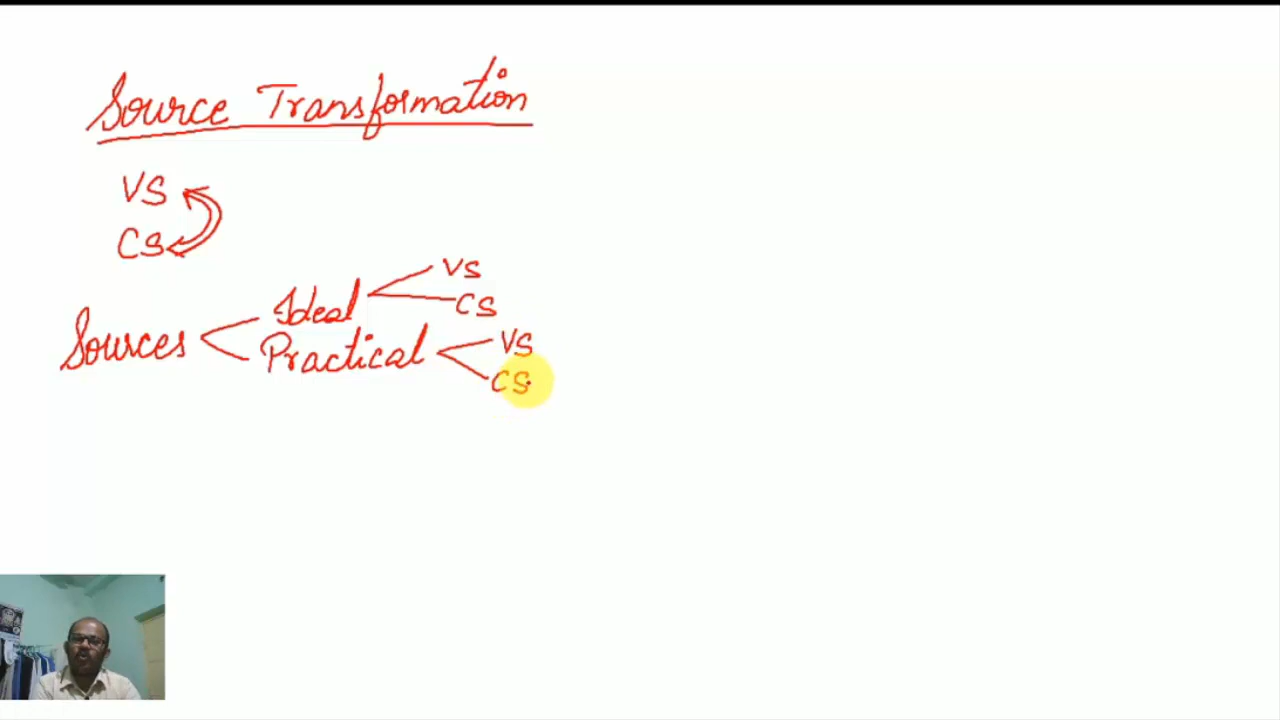 Source Transformation
VS
CS
VS
Ideal
CS
Sources
Practical
VS
CS